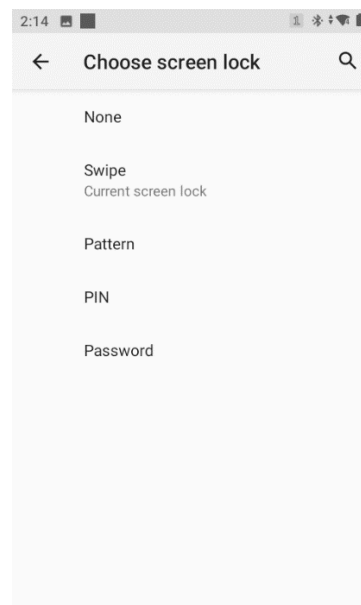 2:14
Choose screen lock
None
Swipe
Current screen lock
Pattern
PIN
Password